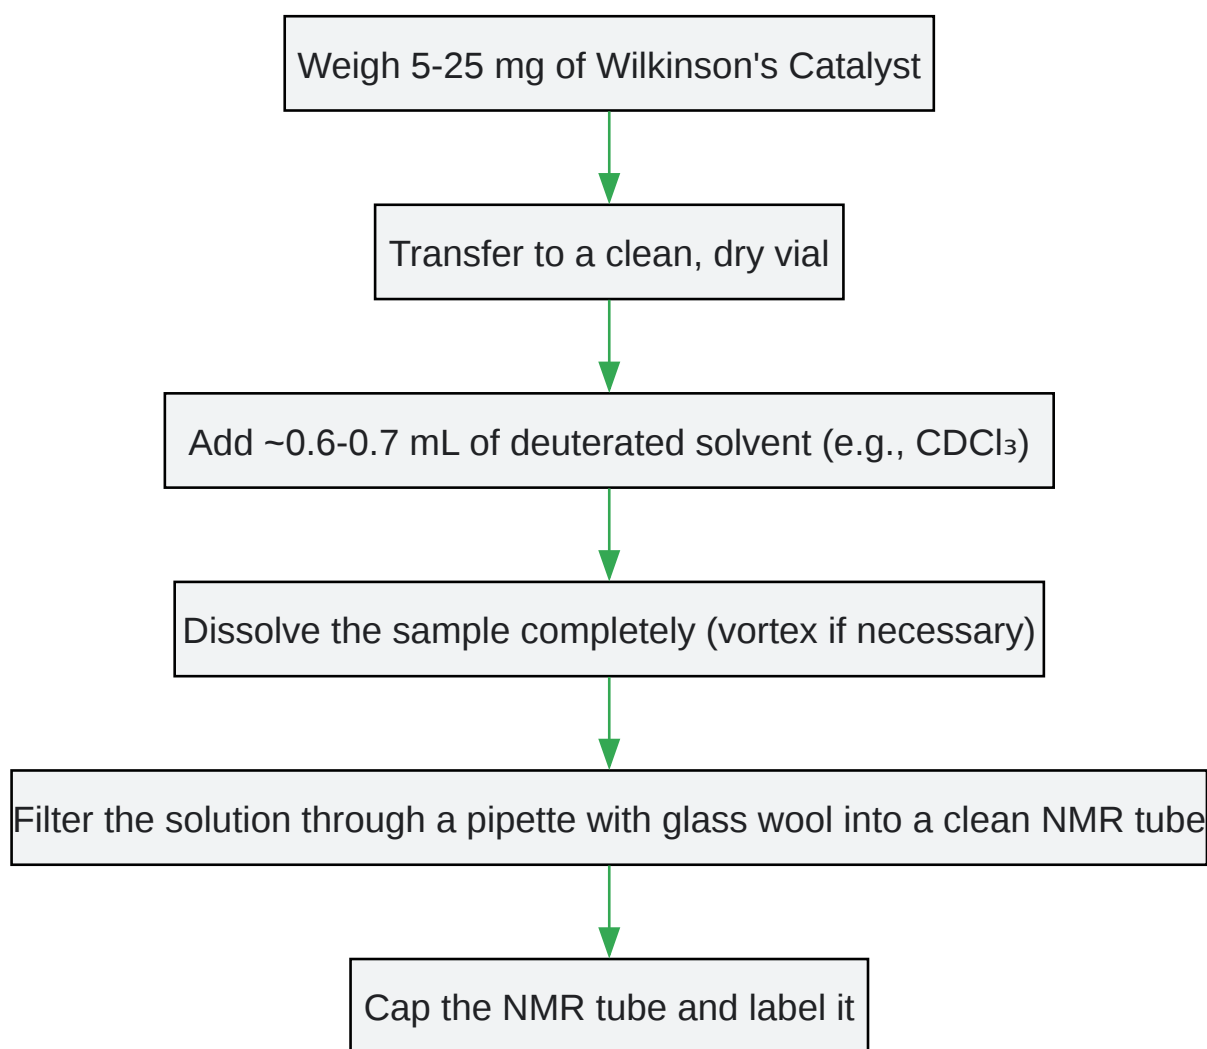 Weigh 5-25 mg of Wilkinson's Catalyst
Transfer to a clean, dry vial
Add ~0.6-0.7 mL of deuterated solvent (e.g., CDCl₃)
Dissolve the sample completely (vortex if necessary)
Filter the solution through a pipette with glass wool into a clean NMR tube
Cap the NMR tube and label it